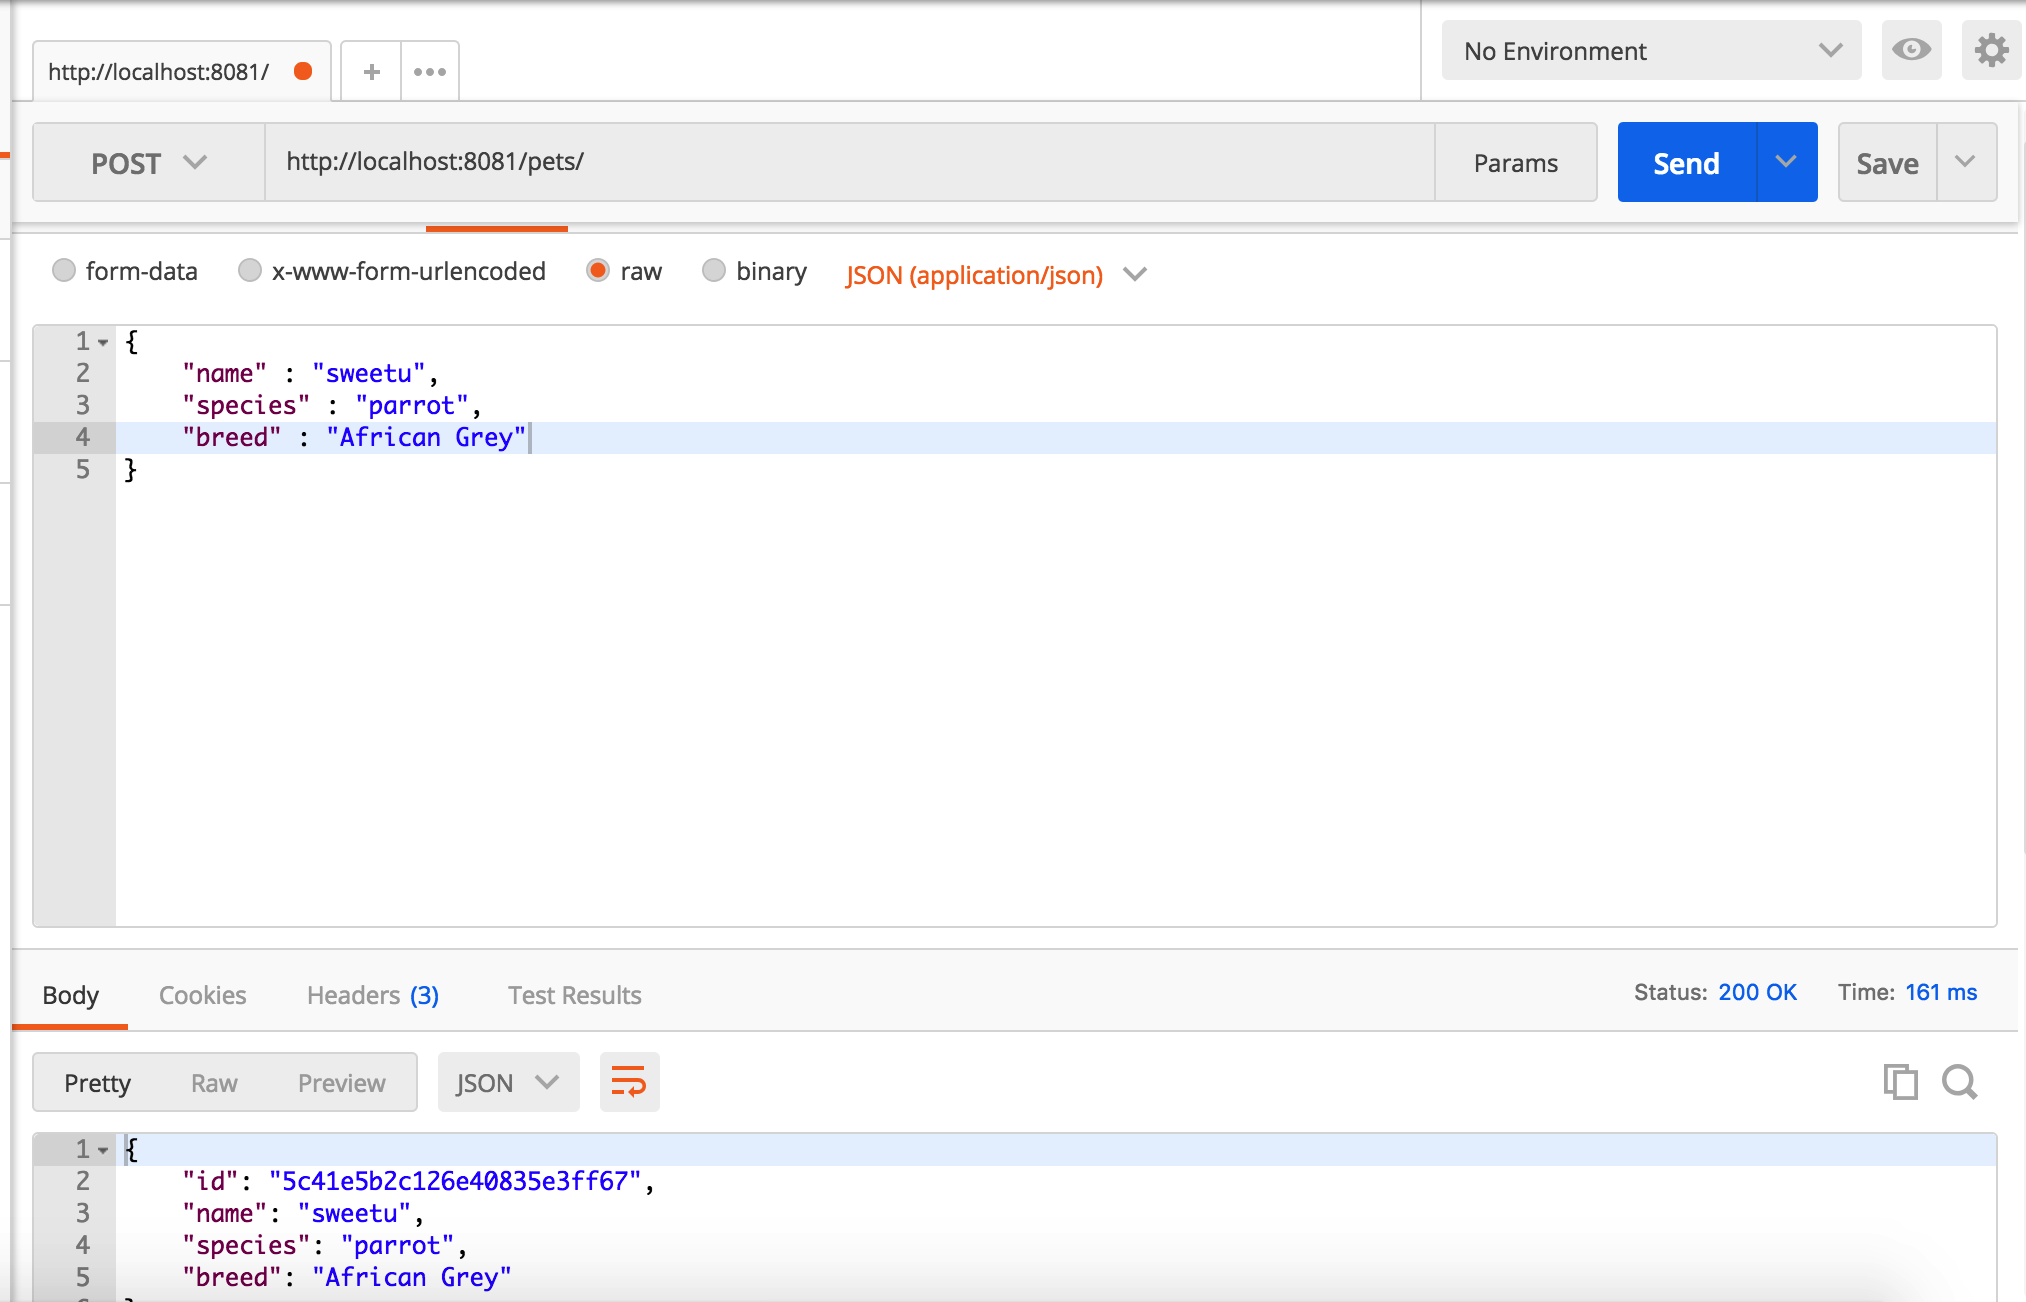 http://localhost:8081/
No Environment
POST http://localhost:8081/pets/ Params Send Save
form-data x-www-form-urlencoded raw binary JSON (application/json)
1 {
2 "name" : "sweetu",
3 "species" : "parrot",
4 "breed" : "African Grey"
5 }
Body Cookies Headers (3) Test Results Status: 200 OK Time: 161 ms
Pretty Raw Preview JSON
1 {
2 "id": "5c41e5b2c126e40835e3ff67",
3 "name": "sweetu",
4 "species": "parrot",
5 "breed": "African Grey"